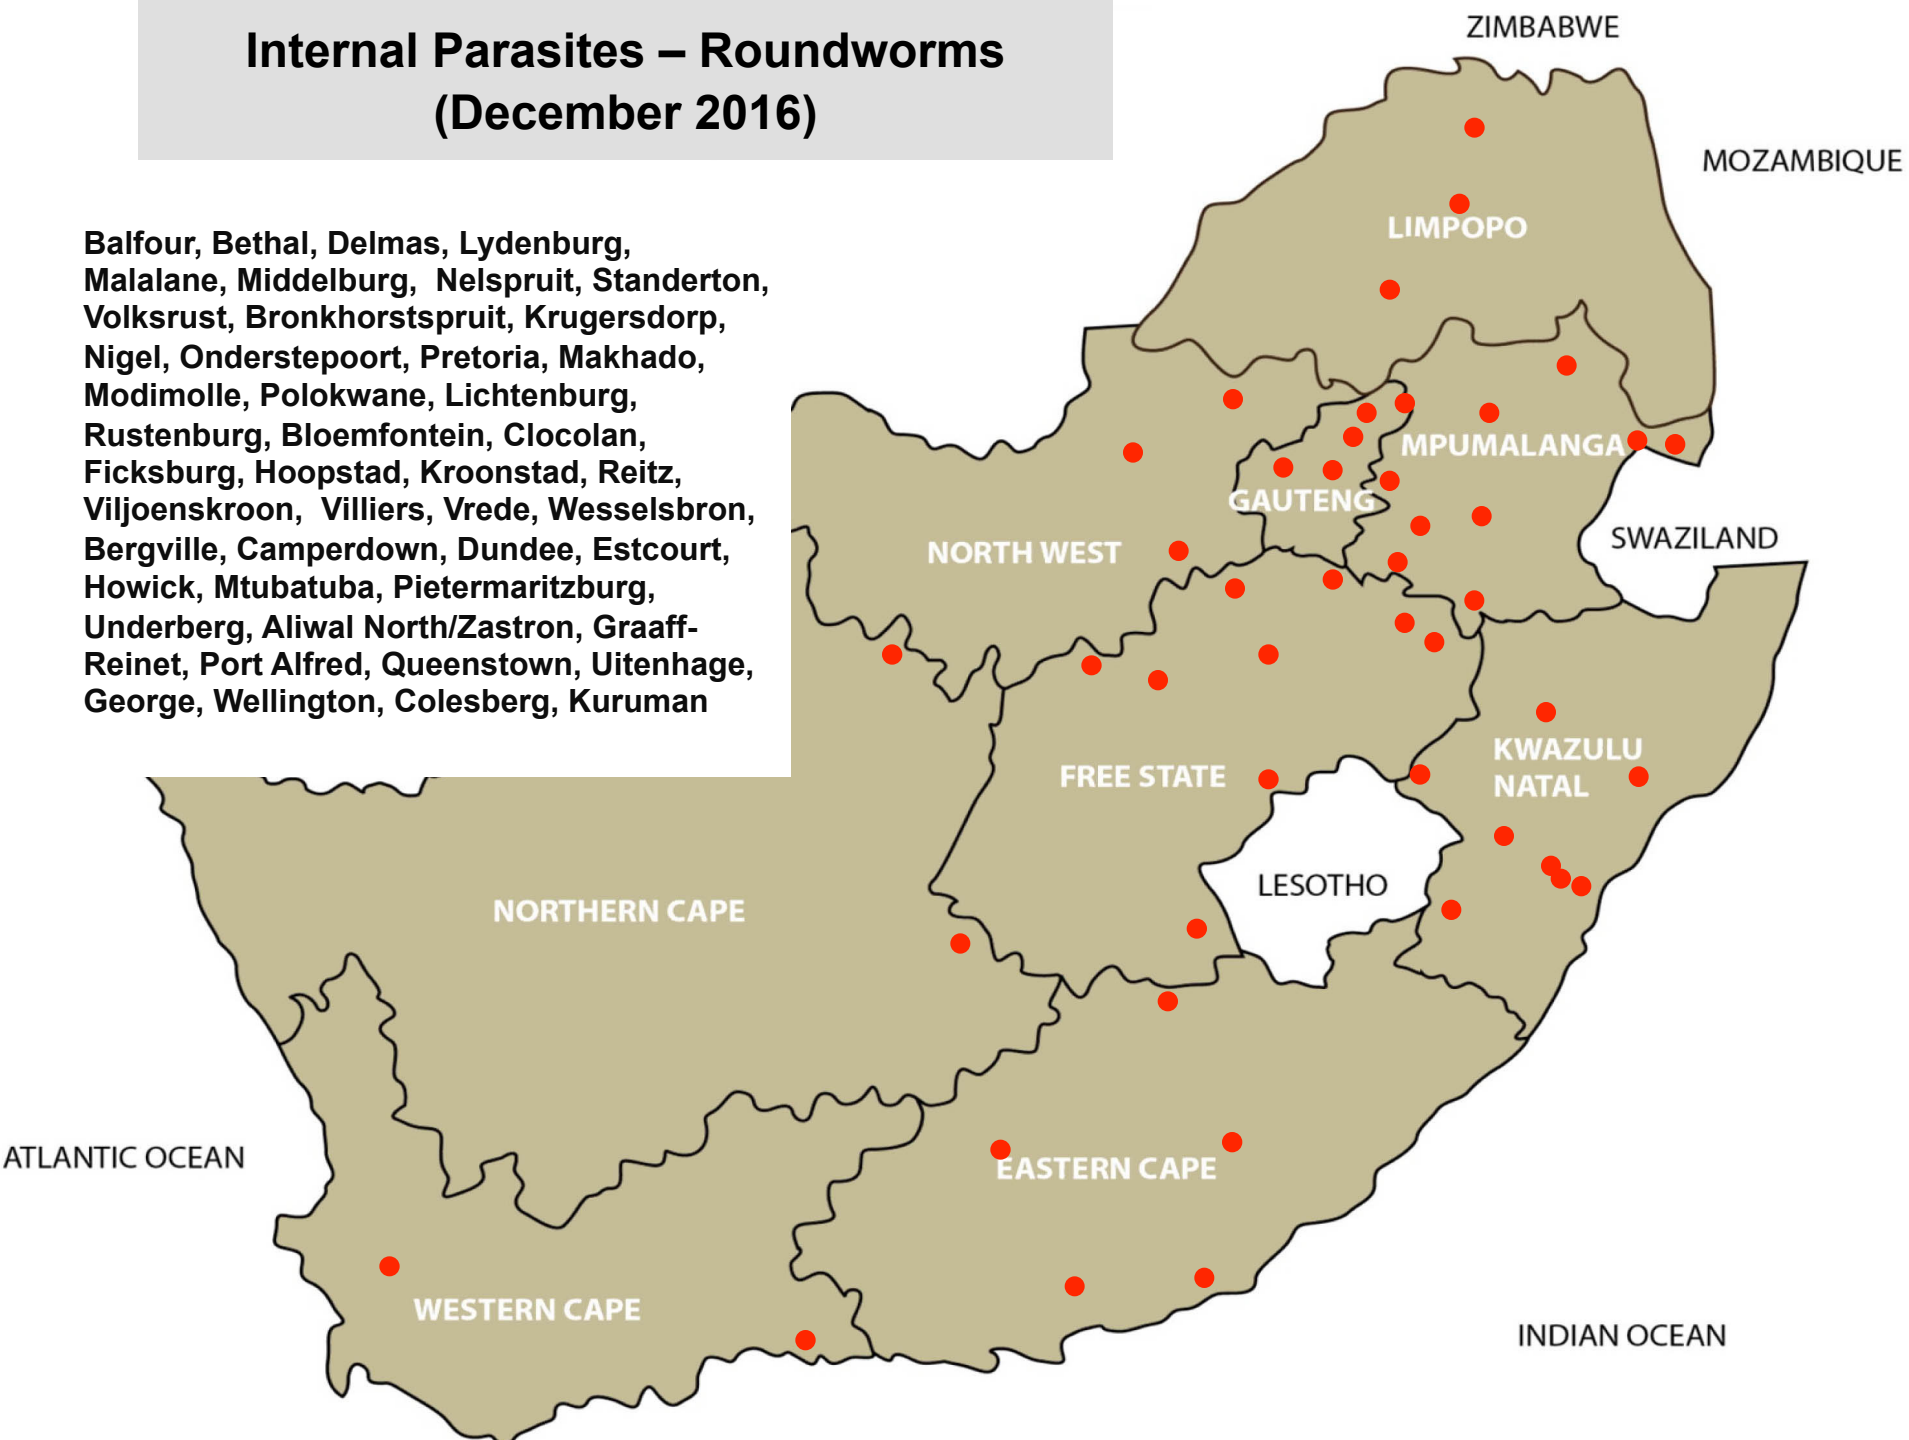 Internal Parasites – Roundworms
(December 2016)
Balfour, Bethal, Delmas, Lydenburg,
Malalane, Middelburg,  Nelspruit, Standerton,
Volksrust, Bronkhorstspruit, Krugersdorp,
Nigel, Onderstepoort, Pretoria, Makhado,
Modimolle, Polokwane, Lichtenburg,
Rustenburg, Bloemfontein, Clocolan,
Ficksburg, Hoopstad, Kroonstad, Reitz,
Viljoenskroon,  Villiers, Vrede, Wesselsbron,
Bergville, Camperdown, Dundee, Estcourt,
Howick, Mtubatuba, Pietermaritzburg,
Underberg, Aliwal North/Zastron, Graaff-
Reinet, Port Alfred, Queenstown, Uitenhage,
George, Wellington, Colesberg, Kuruman
ZIMBABWE
MOZAMBIQUE
LIMPOPO
MPUMALANGA
GAUTENG
SWAZILAND
NORTH WEST
KWAZULU
NATAL
FREE STATE
LESOTHO
NORTHERN CAPE
ATLANTIC OCEAN
EASTERN CAPE
WESTERN CAPE
INDIAN OCEAN